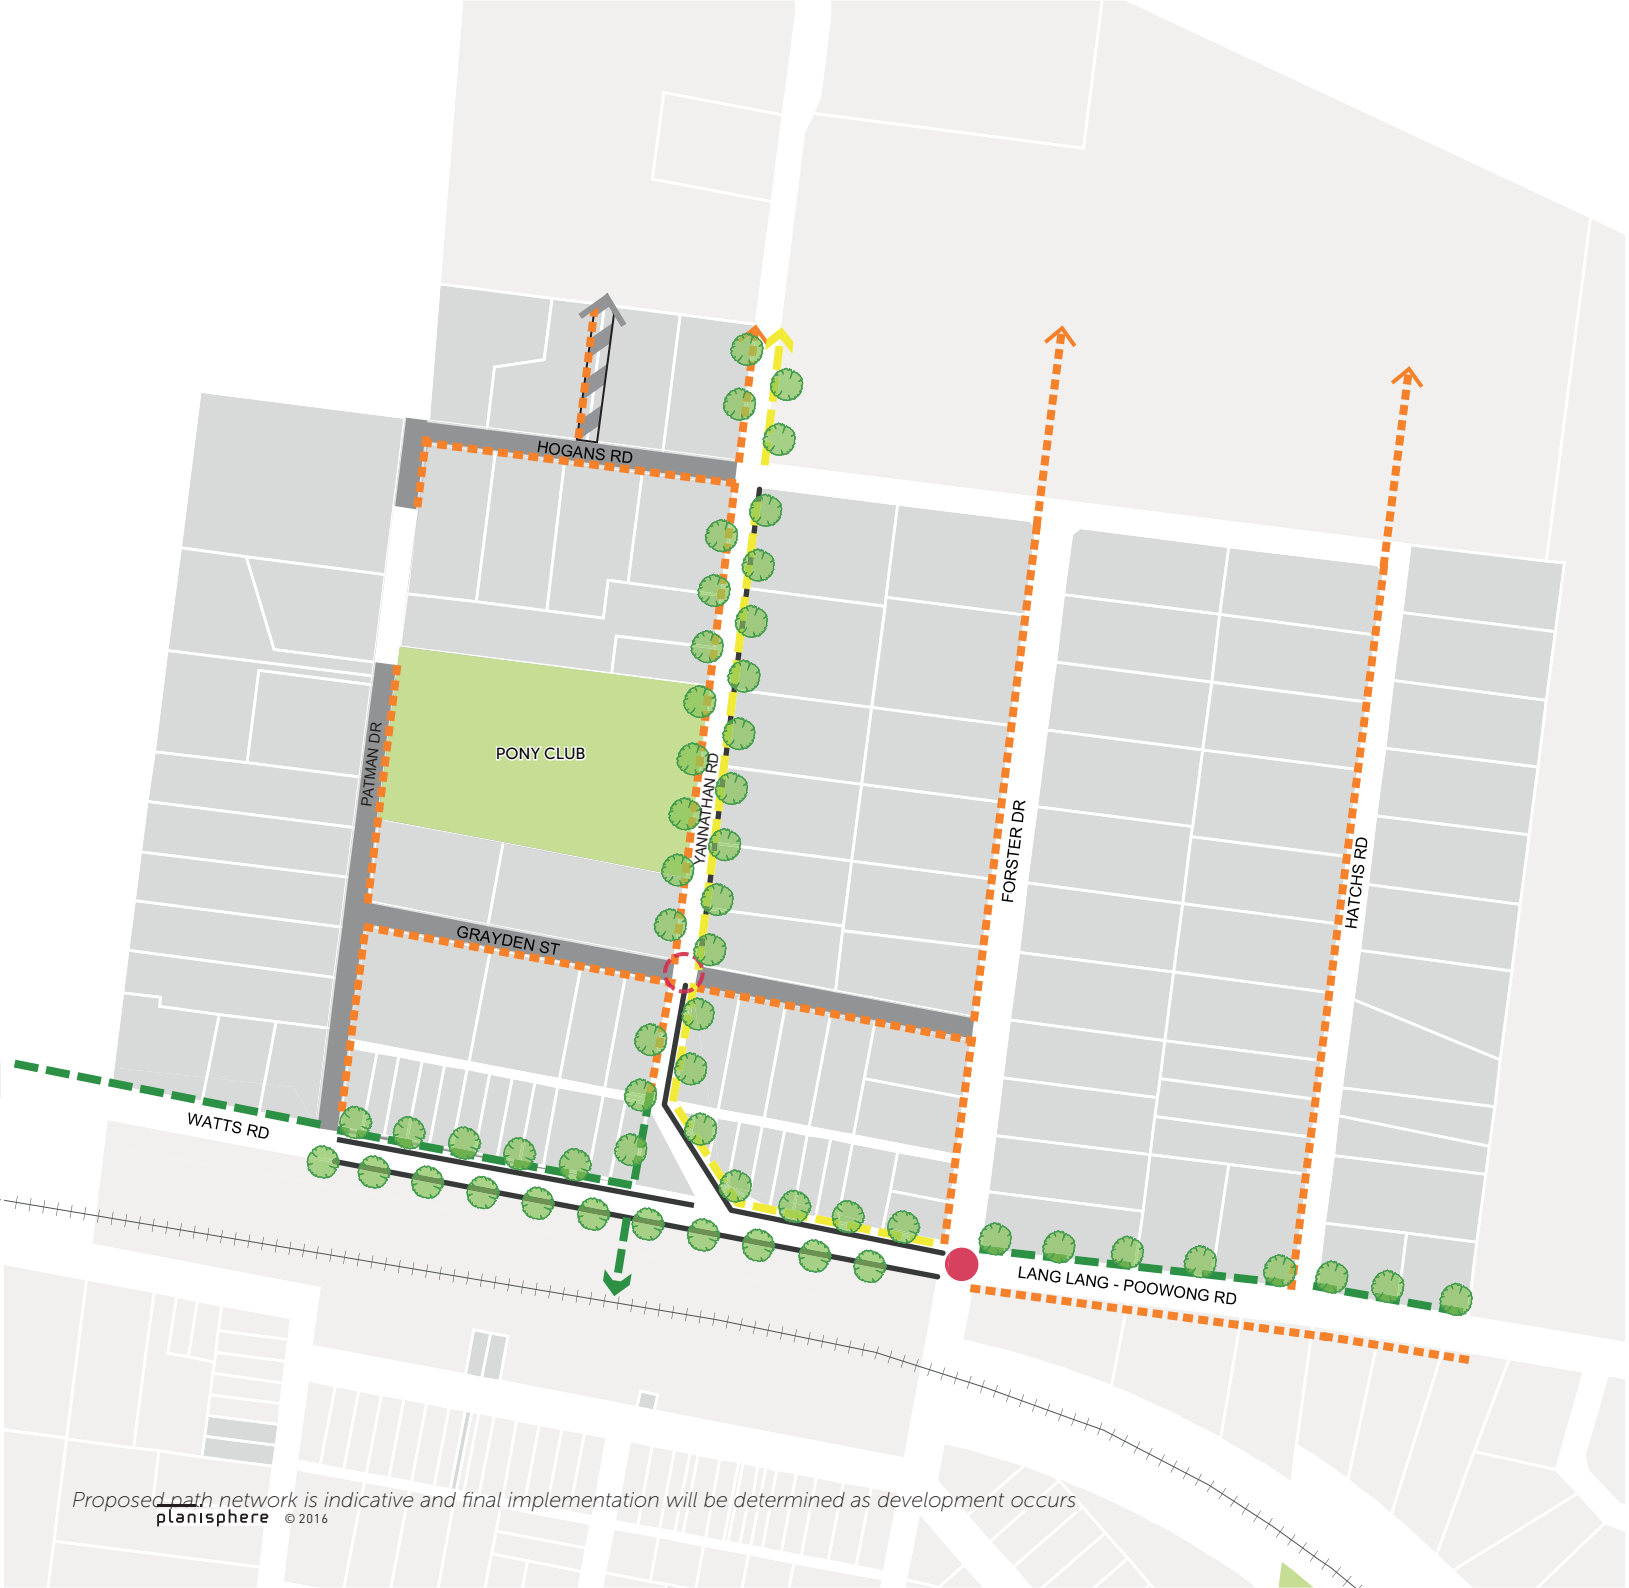 HOGANS RD
PATMAN DR
PONY CLUB
YANNATHAN RD
FORSTER DR
HATCHS RD
GRAYDEN ST
WATTS RD
LANG LANG - POOWONG RD
Proposed path network is indicative and final implementation will be determined as development occurs
planisphere © 2016